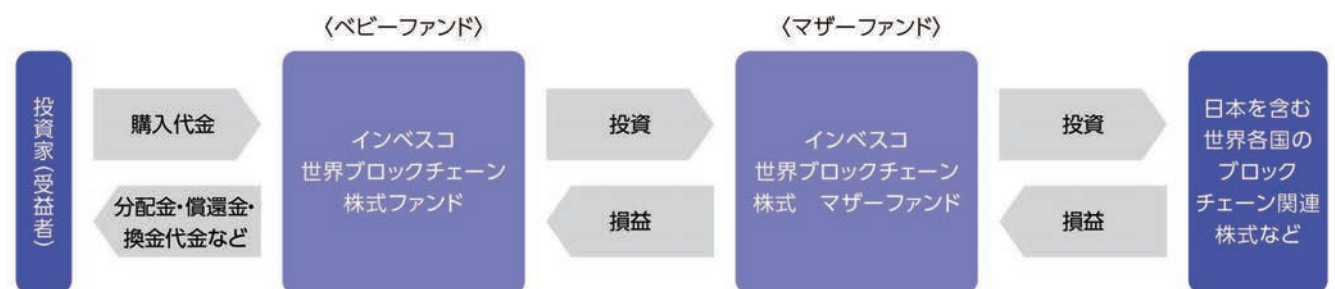 〈ベビーファンド〉
〈マザーファンド〉
投資家(受益者)
購入代金
分配金・償還金・
換金代金など
インベスコ
世界ブロックチェーン
株式ファンド
投資
損益
インベスコ
世界ブロックチェーン
株式　マザーファンド
投資
損益
日本を含む
世界各国の
ブロック
チェーン関連
株式など